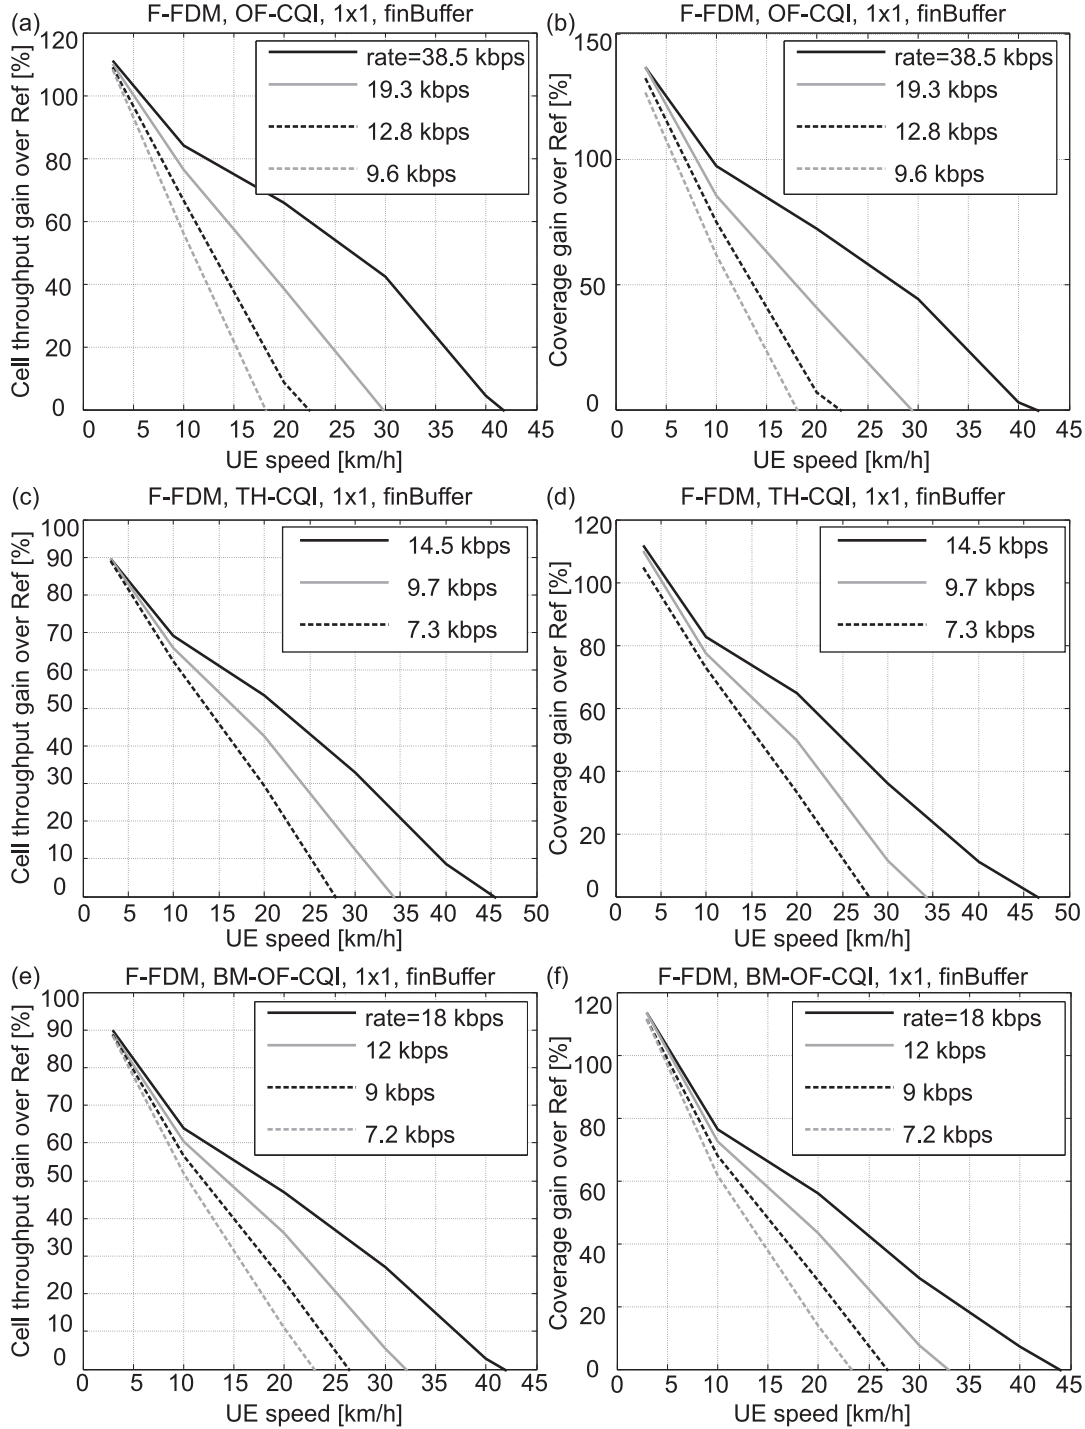 (a) F-FDM, OF-CQI, 1x1, finBuffer
Cell throughput gain over Ref [%]
120
100
80
60
40
20
0
rate=38.5 kbps
19.3 kbps
12.8 kbps
9.6 kbps
0 5 10 15 20 25 30 35 40 45
UE speed [km/h]
(b) F-FDM, OF-CQI, 1x1, finBuffer
Coverage gain over Ref [%]
150
100
50
0
rate=38.5 kbps
19.3 kbps
12.8 kbps
9.6 kbps
0 5 10 15 20 25 30 35 40 45
UE speed [km/h]
(c) F-FDM, TH-CQI, 1x1, finBuffer
Cell throughput gain over Ref [%]
100
90
80
70
60
50
40
30
20
10
0
14.5 kbps
9.7 kbps
7.3 kbps
0 5 10 15 20 25 30 35 40 45 50
UE speed [km/h]
(d) F-FDM, TH-CQI, 1x1, finBuffer
Coverage gain over Ref [%]
120
100
80
60
40
20
0
14.5 kbps
9.7 kbps
7.3 kbps
0 5 10 15 20 25 30 35 40 45 50
UE speed [km/h]
(e) F-FDM, BM-OF-CQI, 1x1, finBuffer
Cell throughput gain over Ref [%]
100
90
80
70
60
50
40
30
20
10
0
rate=18 kbps
12 kbps
9 kbps
7.2 kbps
0 5 10 15 20 25 30 35 40 45
UE speed [km/h]
(f) F-FDM, BM-OF-CQI, 1x1, finBuffer
Coverage gain over Ref [%]
120
100
80
60
40
20
0
rate=18 kbps
12 kbps
9 kbps
7.2 kbps
0 5 10 15 20 25 30 35 40 45
UE speed [km/h]